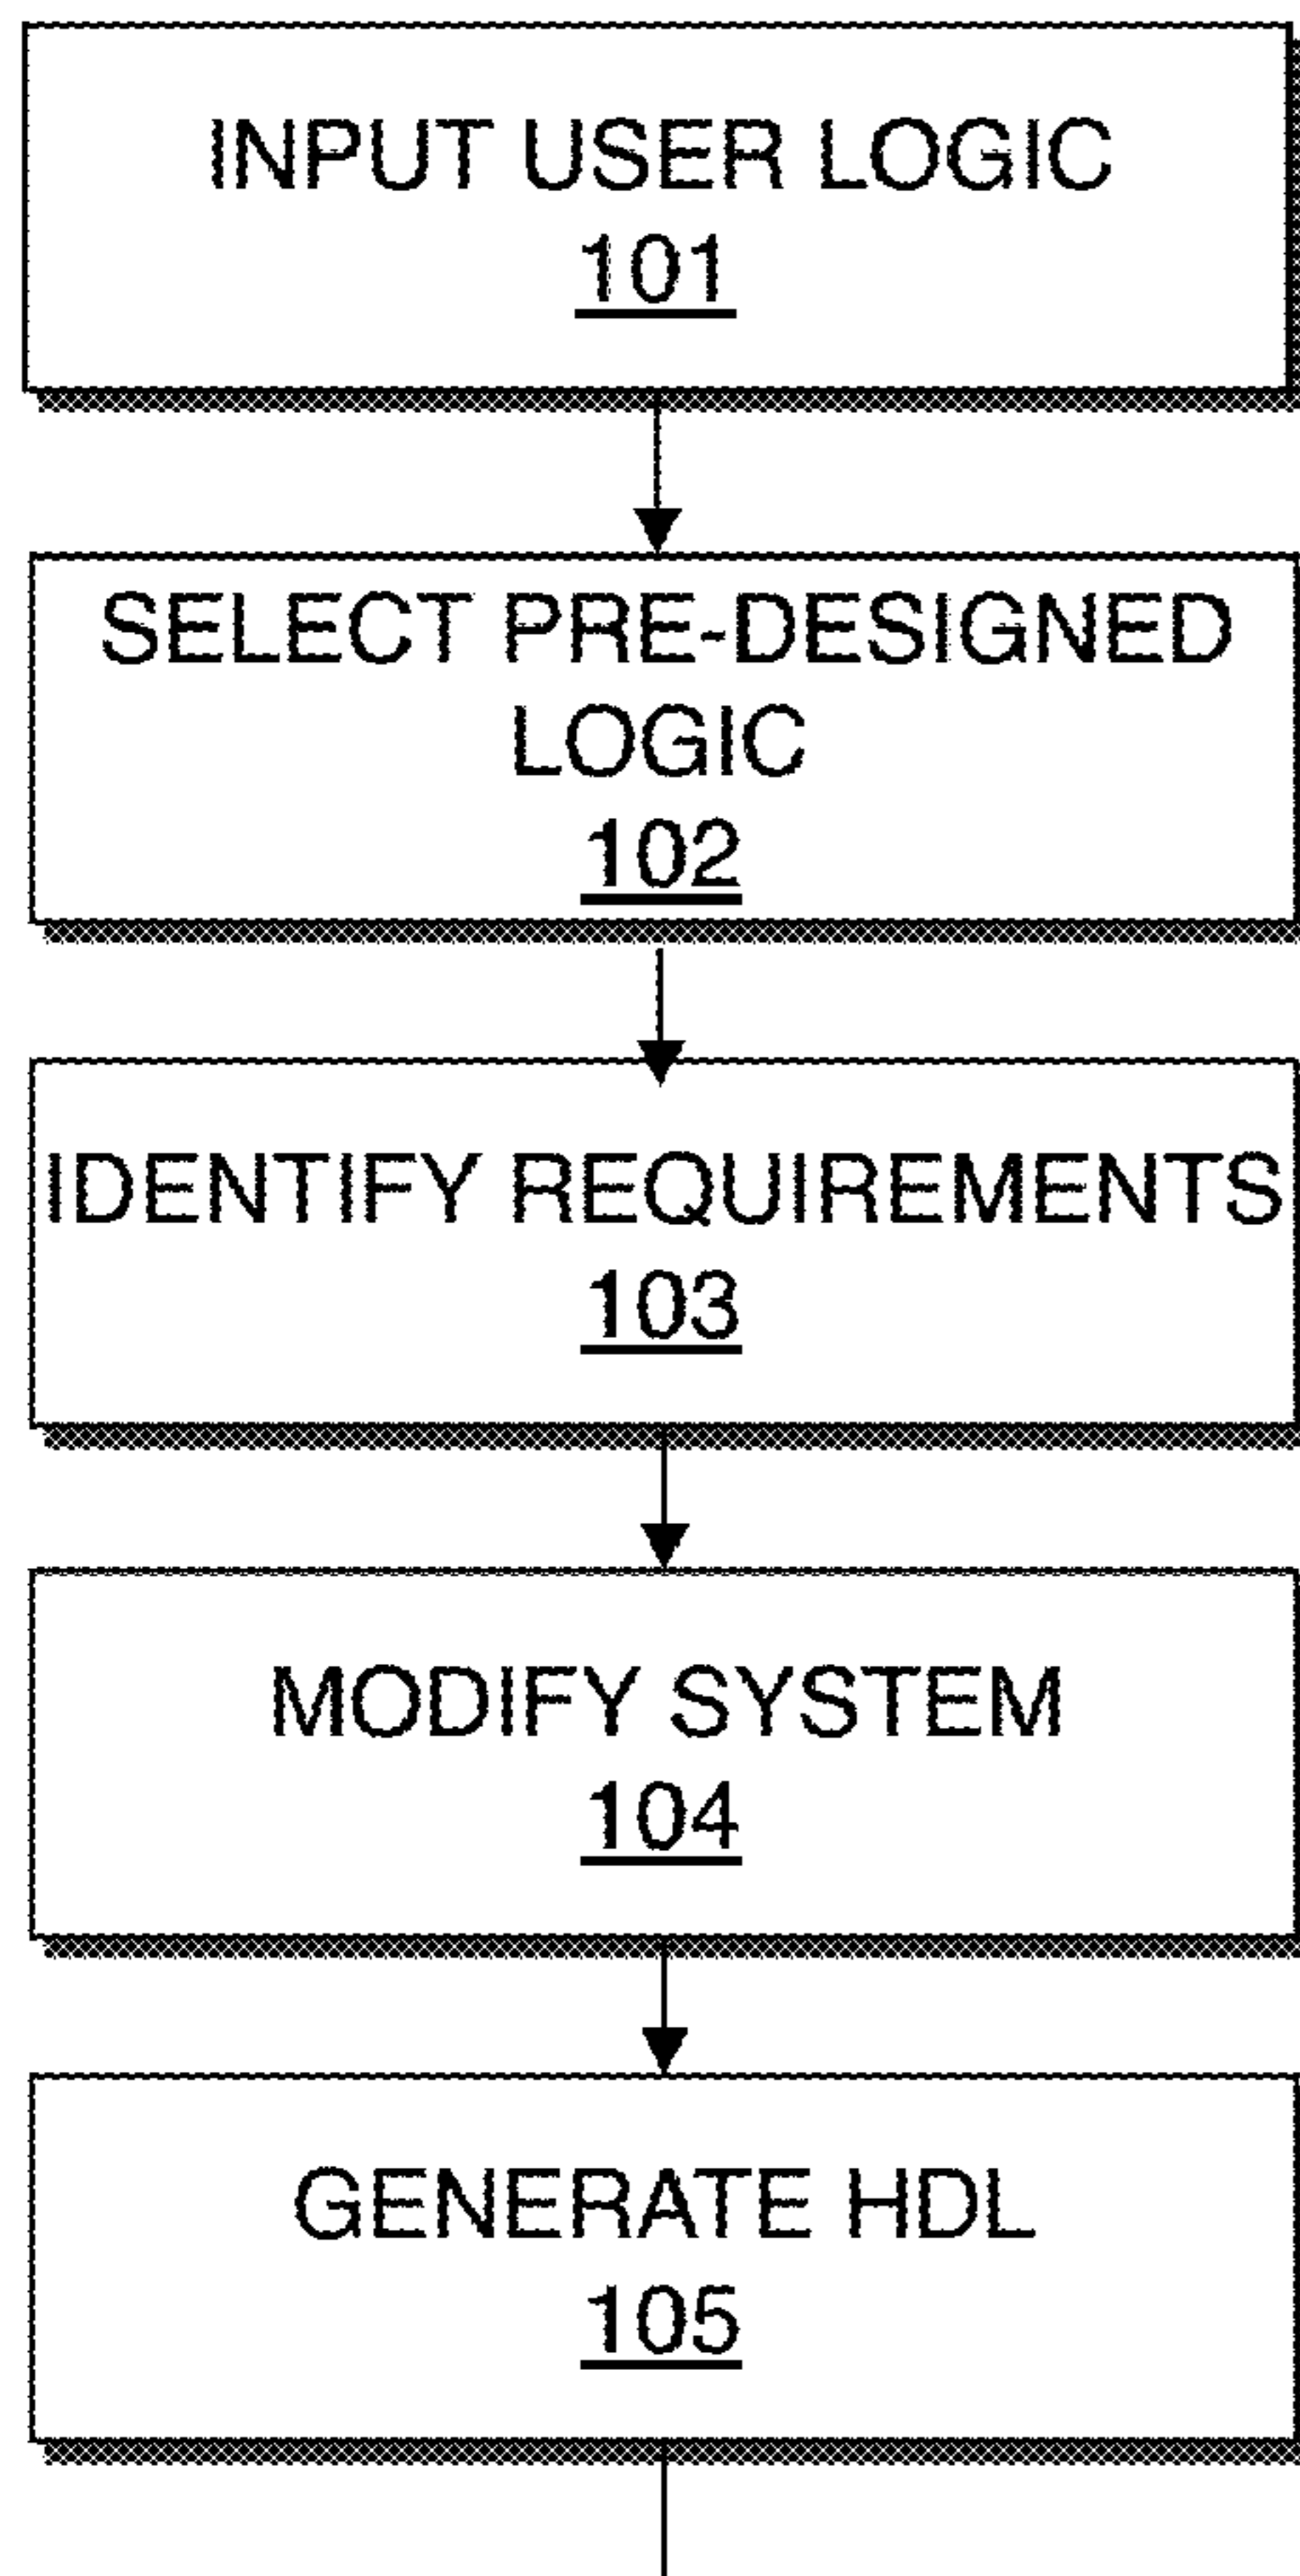 INPUT USER LOGIC
101
SELECT PRE-DESIGNED
LOGIC
102
IDENTIFY REQUIREMENTS
103
MODIFY SYSTEM
104
GENERATE HDL
105